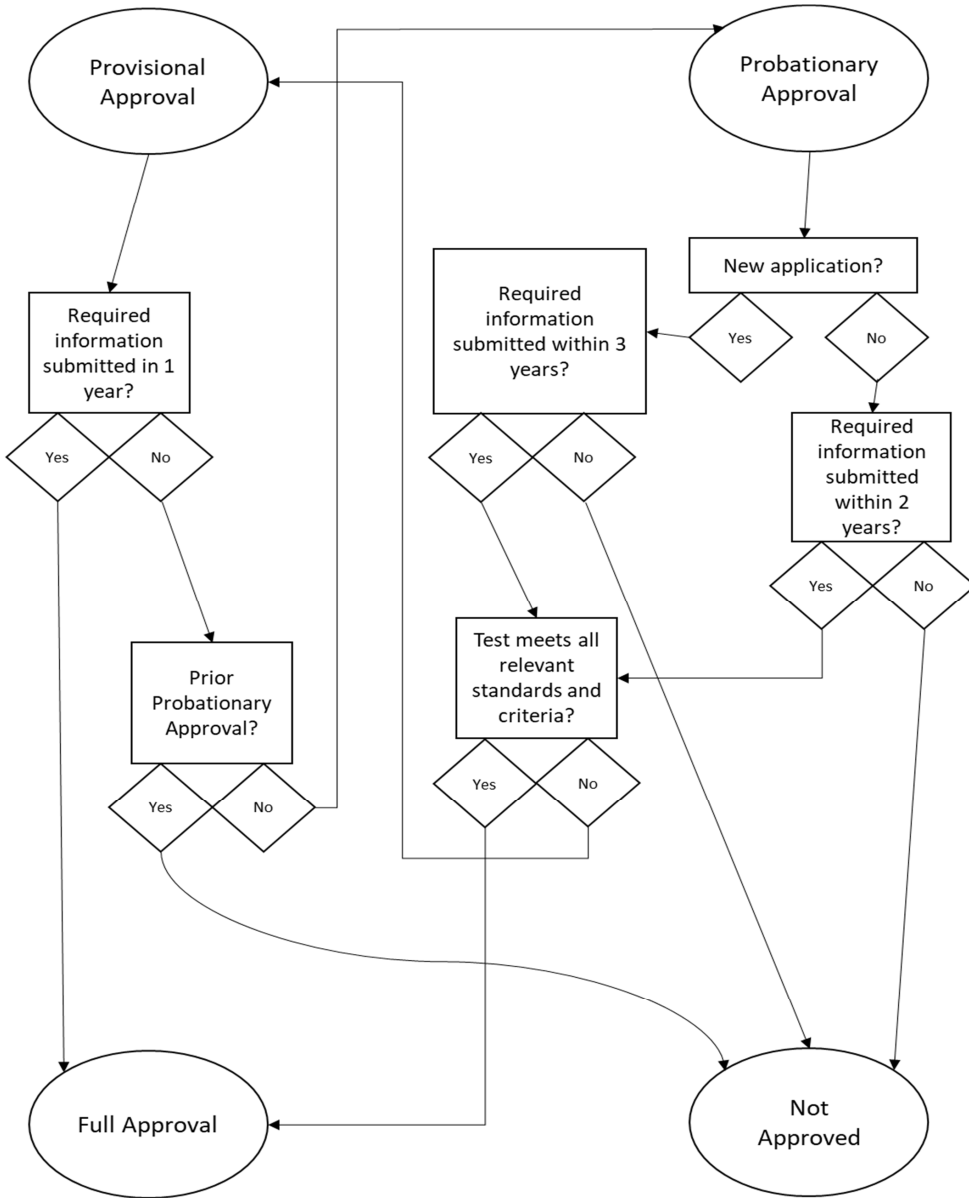 Provisional
Approval
Probationary
Approval
New application?
Yes
No
Required
information
submitted within 3
years?
Yes
No
Required
information
submitted in 1
year?
Yes
No
Required
information
submitted
within 2
years?
Yes
No
Test meets all
relevant
standards and
criteria?
Yes
No
Prior
Probationary
Approval?
Yes
No
Full Approval
Not
Approved